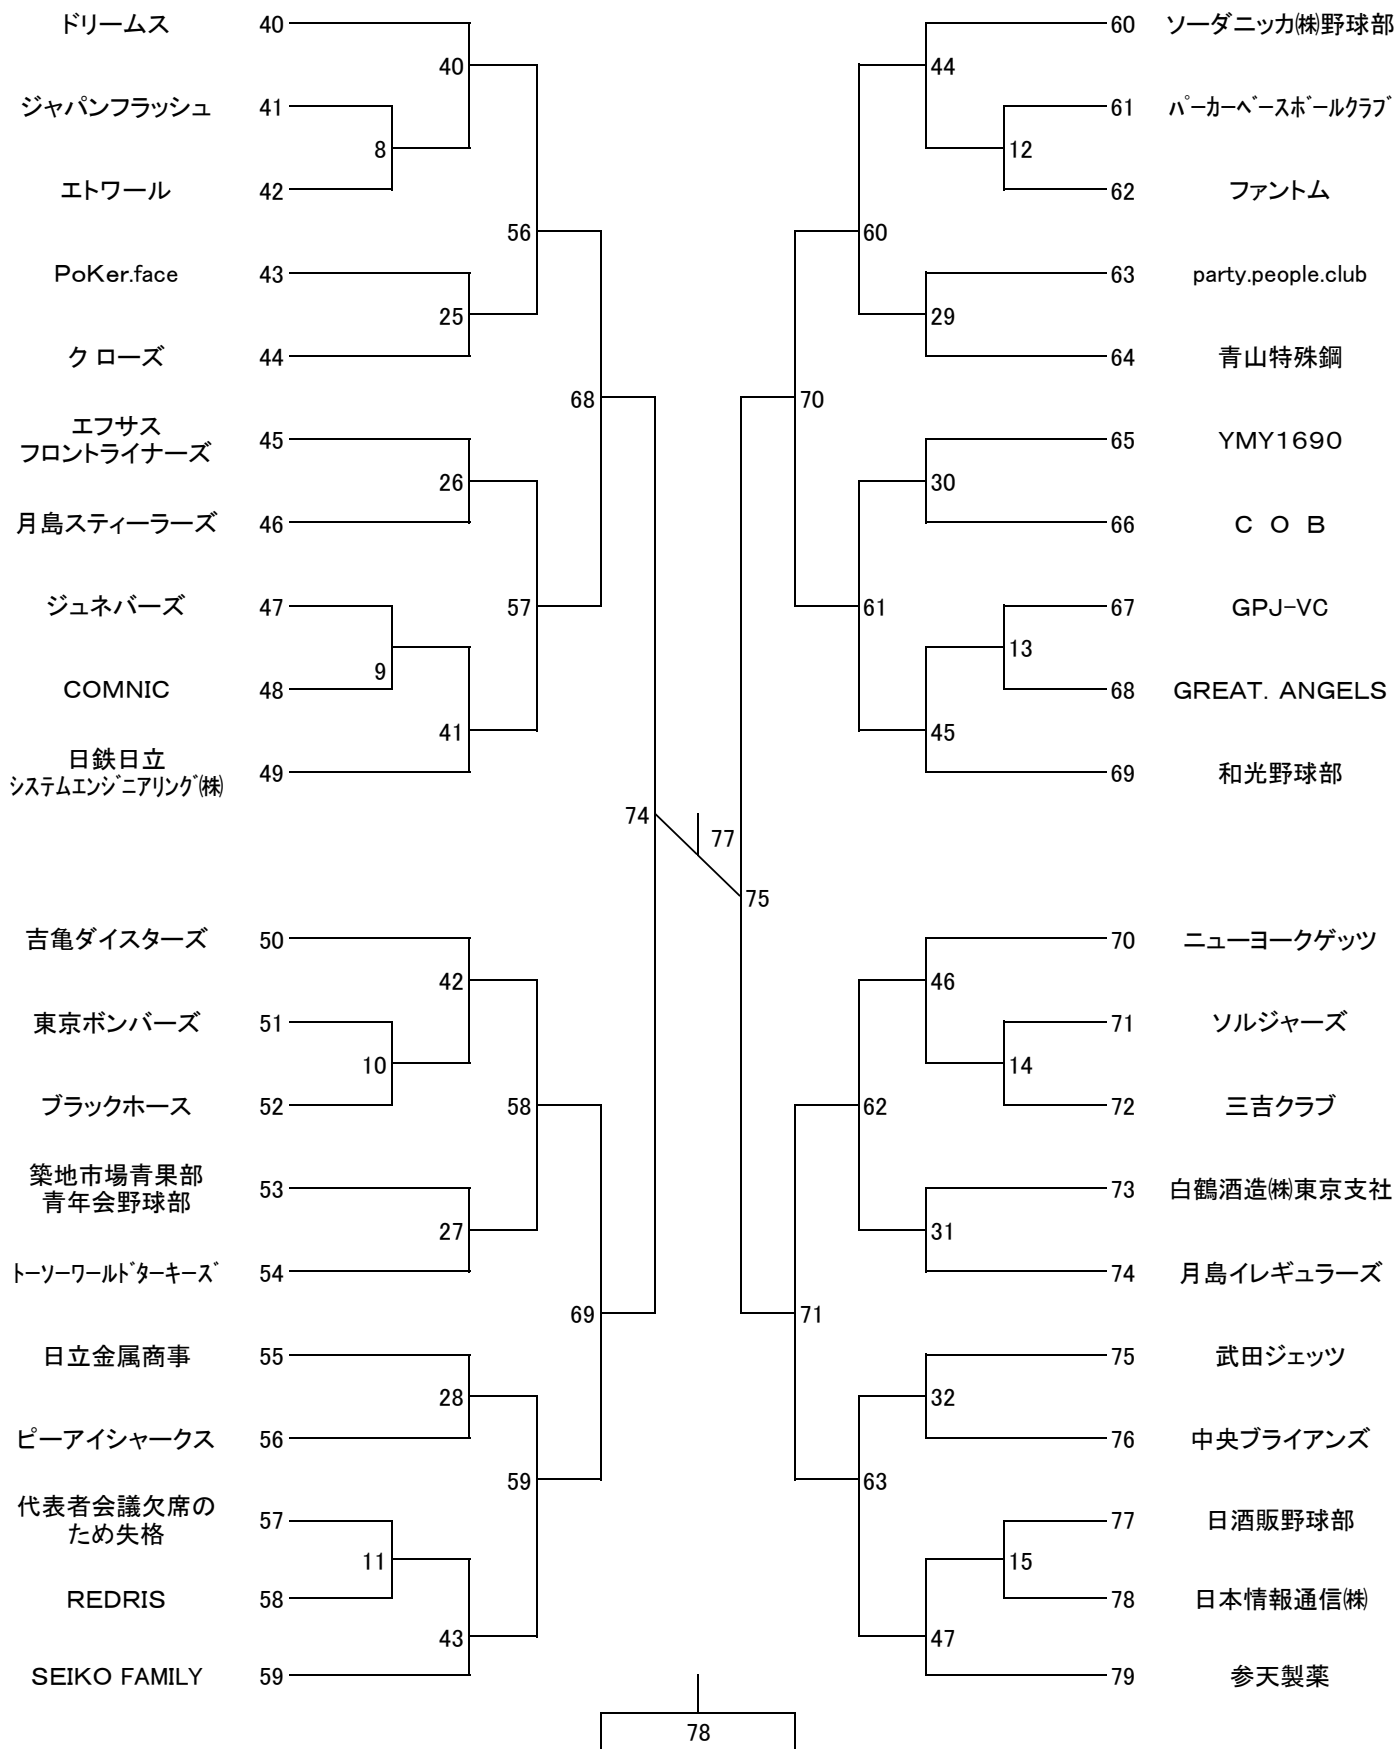 ドリームス 40
40
ジャパンフラッシュ 41
8
エトワール 42
56
PoKer.face 43
25
クローズ 44
68
エフサス
フロントライナーズ 45
26
月島スティーラーズ 46
ジュネバーズ 47
57
9
COMNIC 48
41
日鉄日立
システムエンジニアリング㈱ 49
74
77
75
吉亀ダイスターズ 50
42
東京ボンバーズ 51
10
ブラックホース 52
58
築地市場青果部
青年会野球部 53
27
トーソーワールドターキーズ 54
69
日立金属商事 55
28
ピーアイシャークス 56
59
代表者会議欠席の
ため失格 57
11
REDRIS 58
43
SEIKO FAMILY 59
78
60 ソーダニッカ㈱野球部
44
61 パーカーベースボールクラブ
12
62 ファントム
60
63 party.people.club
29
64 青山特殊鋼
70
65 YMY1690
30
66 C O B
67 GPJ-VC
61
13
68 GREAT. ANGELS
45
69 和光野球部
70 ニューヨークゲッツ
46
71 ソルジャーズ
14
72 三吉クラブ
62
73 白鶴酒造㈱東京支社
31
74 月島イレギュラーズ
71
75 武田ジェッツ
32
76 中央ブライアンズ
63
77 日酒販野球部
15
78 日本情報通信㈱
47
79 参天製薬